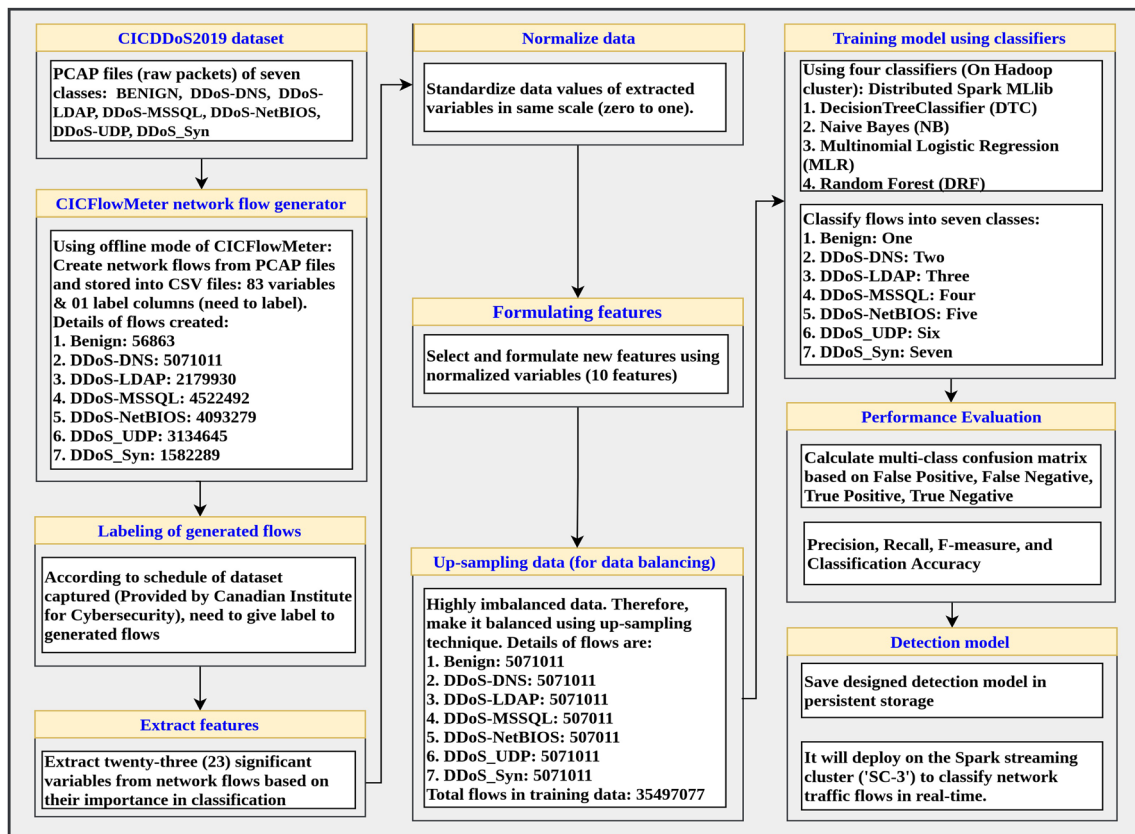 CICDDoS2019 dataset
PCAP files (raw packets) of seven
classes: BENIGN, DDoS-DNS, DDoS-
LDAP, DDoS-MSSQL, DDoS-NetBIOS,
DDoS-UDP, DDoS_Syn
CICFlowMeter network flow generator
Using offline mode of CICFlowMeter:
Create network flows from PCAP files
and stored into CSV files: 83 variables
& 01 label columns (need to label).
Details of flows created:
1. Benign: 56863
2. DDoS-DNS: 5071011
3. DDoS-LDAP: 2179930
4. DDoS-MSSQL: 4522492
5. DDoS-NetBIOS: 4093279
6. DDoS_UDP: 3134645
7. DDoS_Syn: 1582289
Labeling of generated flows
According to schedule of dataset
captured (Provided by Canadian Institute
for Cybersecurity), need to give label to
generated flows
Extract features
Extract twenty-three (23) significant
variables from network flows based on
their importance in classification
Normalize data
Standardize data values of extracted
variables in same scale (zero to one).
Formulating features
Select and formulate new features using
normalized variables (10 features)
Up-sampling data (for data balancing)
Highly imbalanced data. Therefore,
make it balanced using up-sampling
technique. Details of flows are:
1. Benign: 5071011
2. DDoS-DNS: 5071011
3. DDoS-LDAP: 5071011
4. DDoS-MSSQL: 507011
5. DDoS-NetBIOS: 507011
6. DDoS_UDP: 5071011
7. DDoS_Syn: 5071011
Total flows in training data: 35497077
Training model using classifiers
Using four classifiers (On Hadoop
cluster): Distributed Spark MLlib
1. DecisionTreeClassifier (DTC)
2. Naive Bayes (NB)
3. Multinomial Logistic Regression
(MLR)
4. Random Forest (DRF)
Classify flows into seven classes:
1. Benign: One
2. DDoS-DNS: Two
3. DDoS-LDAP: Three
4. DDoS-MSSQL: Four
5. DDoS-NetBIOS: Five
6. DDoS_UDP: Six
7. DDoS_Syn: Seven
Performance Evaluation
Calculate multi-class confusion matrix
based on False Positive, False Negative,
True Positive, True Negative
Precision, Recall, F-measure, and
Classification Accuracy
Detection model
Save designed detection model in
persistent storage
It will deploy on the Spark streaming
cluster ('SC-3') to classify network
traffic flows in real-time.